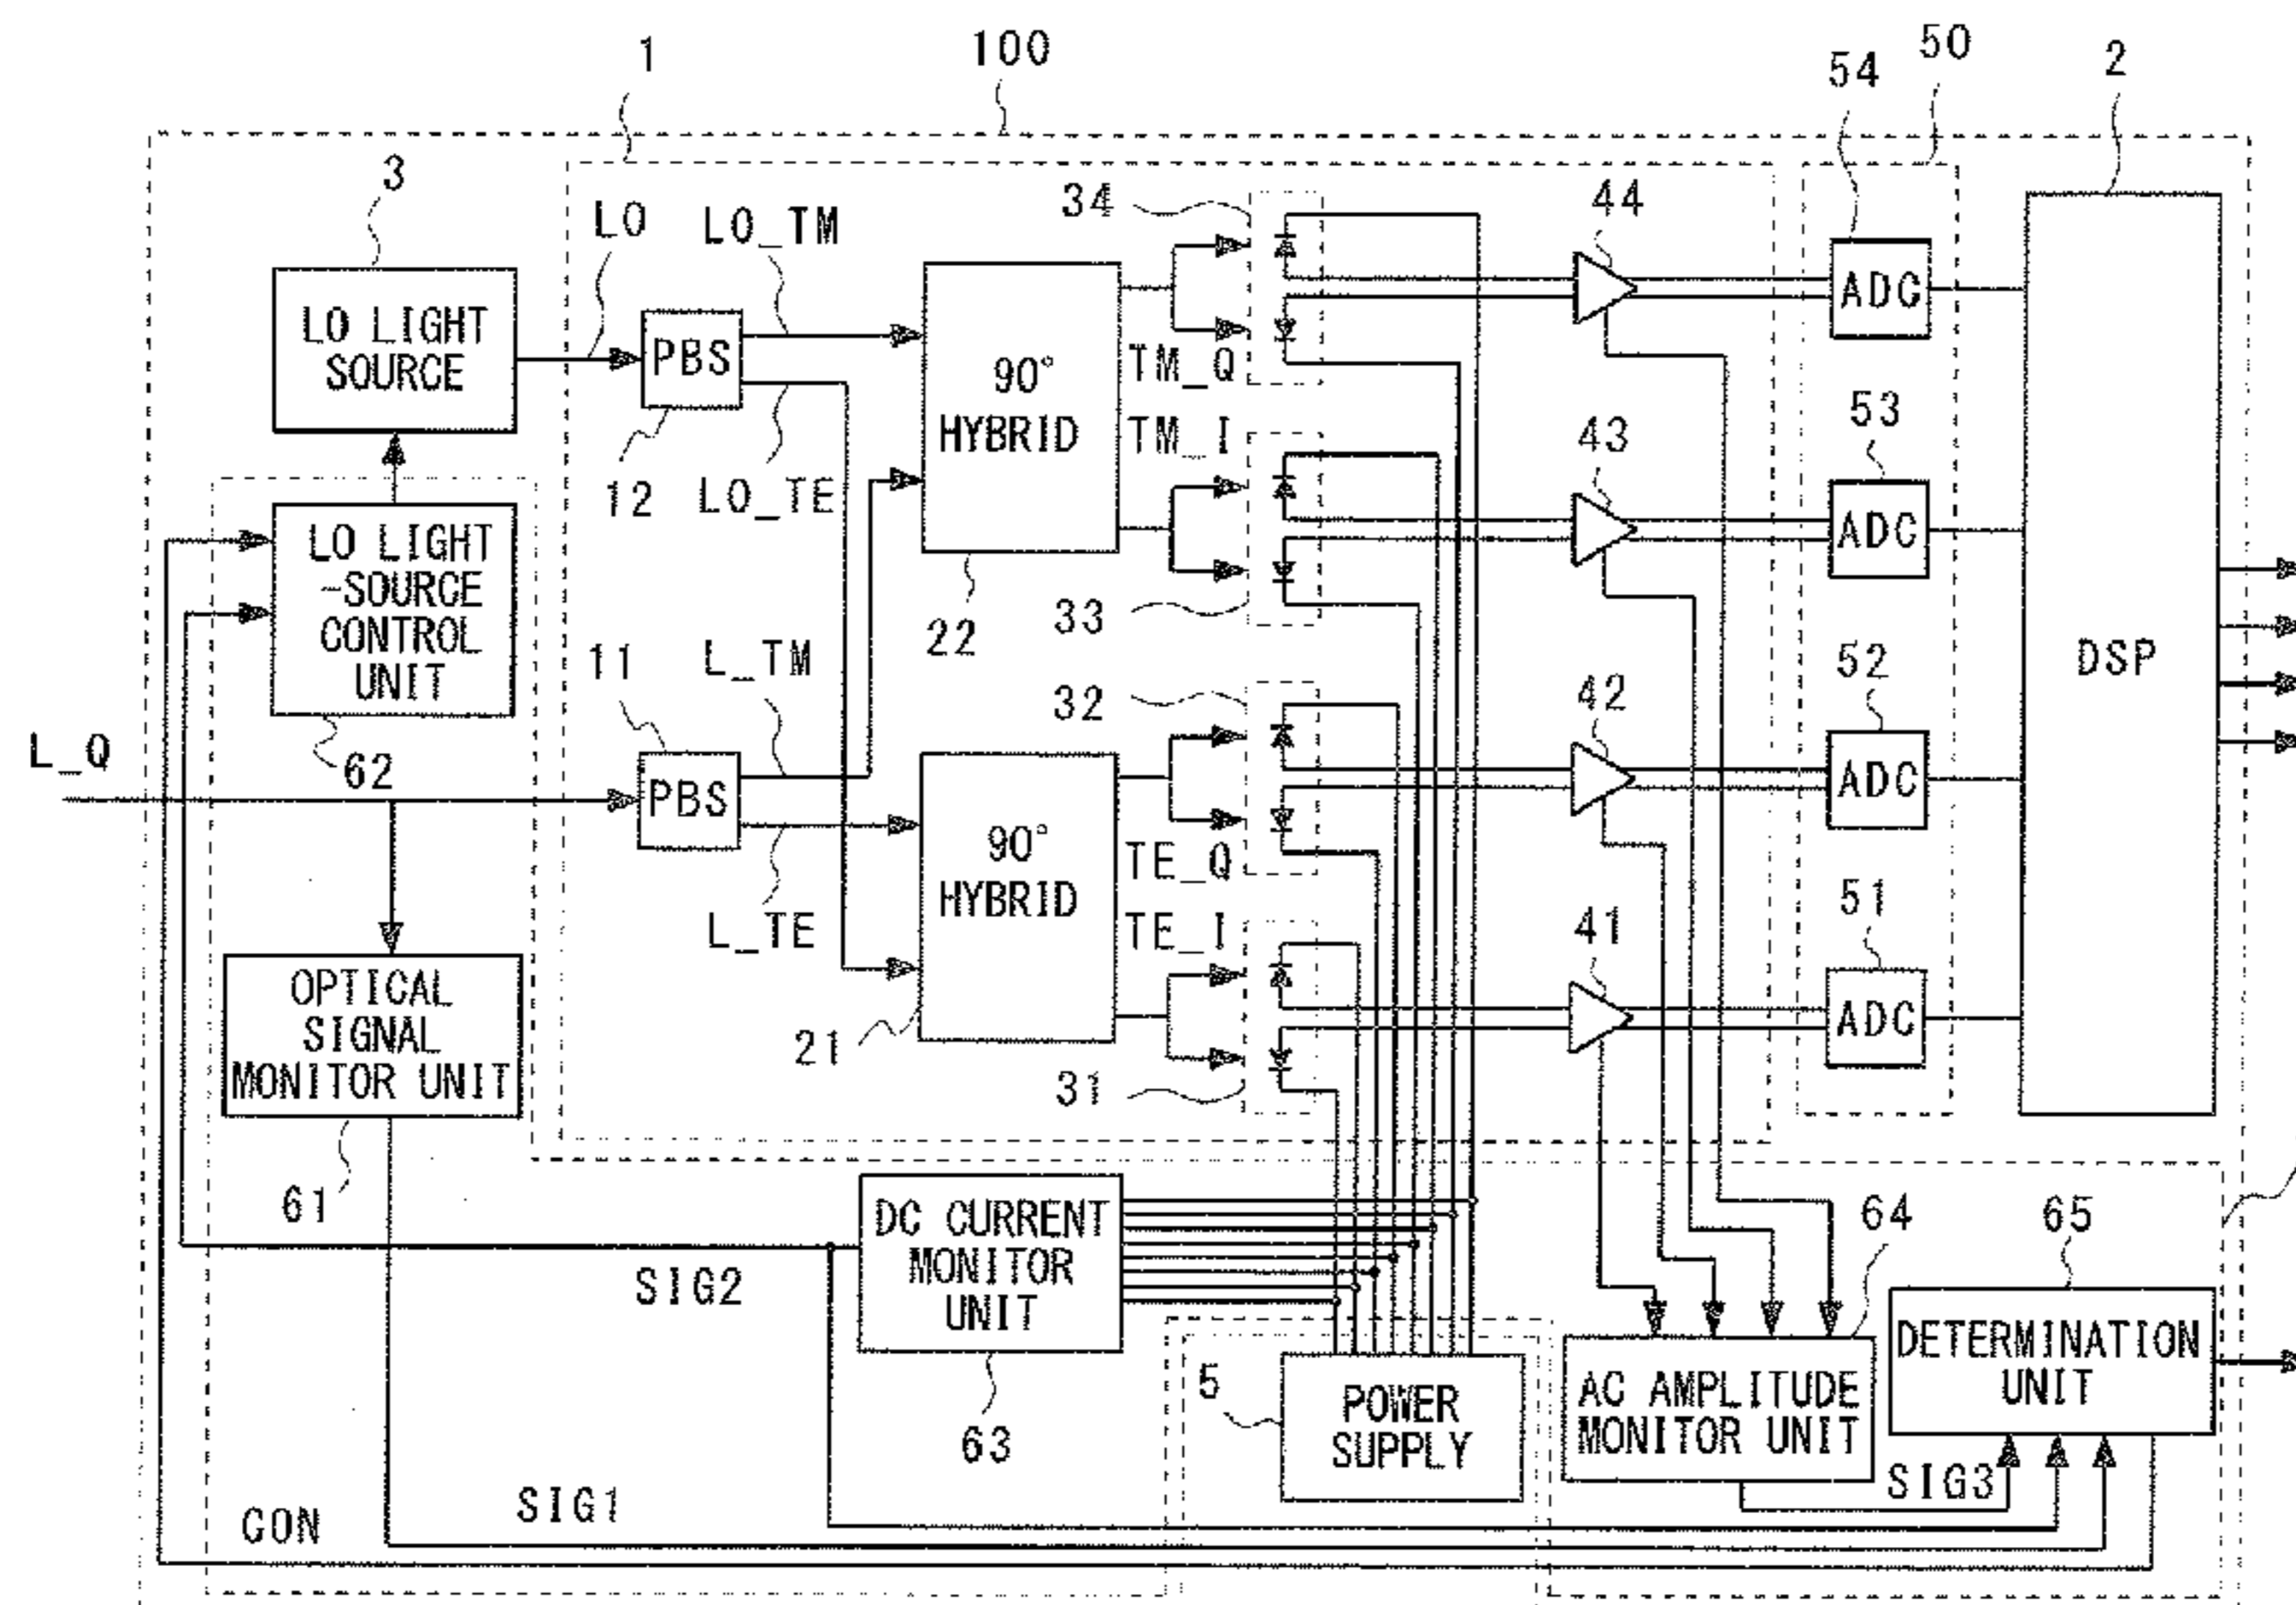 1
100
54
50
2
3
LO
LO_TM
34
44
LO LIGHT
SOURCE
PBS
90°
HYBRID
TM_Q
TM_I
ADC
12
LO_TE
43
53
LO LIGHT
-SOURCE
CONTROL
UNIT
22
33
ADC
DSP
11
L_TM
32
42
52
L_Q
62
PBS
90°
HYBRID
TE_Q
TE_I
ADC
L_TE
41
51
OPTICAL
SIGNAL
MONITOR UNIT
21
31
ADC
61
DC CURRENT
MONITOR
UNIT
64
65
SIG2
63
5
POWER
SUPPLY
AC AMPLITUDE
MONITOR UNIT
DETERMINATION
UNIT
SIG3
SIG1
CON